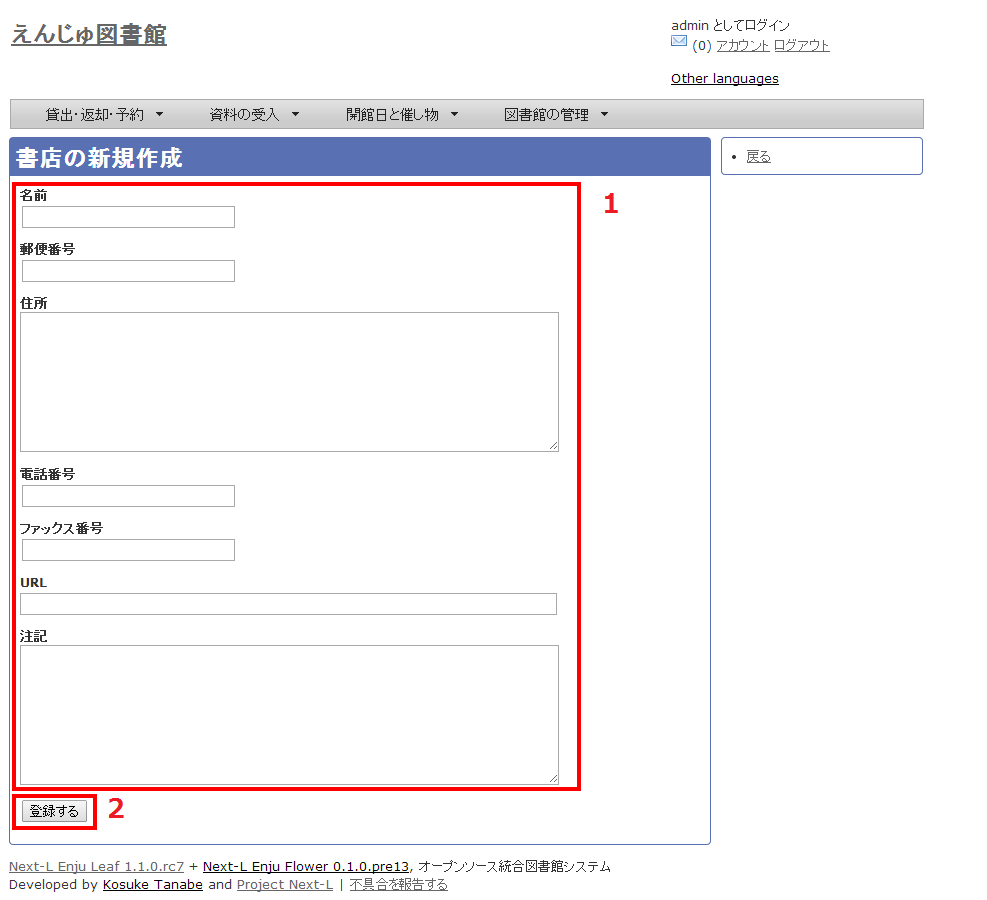 えんじゅ図書館
admin としてログイン
(0) アカウント ログアウト
Other languages
貸出・返却・予約 ▼ 資料の受入 ▼ 開館日と催し物 ▼ 図書館の管理 ▼
書店の新規作成
• 戻る
1
名前
郵便番号
住所
電話番号
ファックス番号
URL
注記
登録する 2
Next-L Enju Leaf 1.1.0.rc7 + Next-L Enju Flower 0.1.0.pre13, オープンソース統合図書館システム
Developed by Kosuke Tanabe and Project Next-L | 不具合を報告する